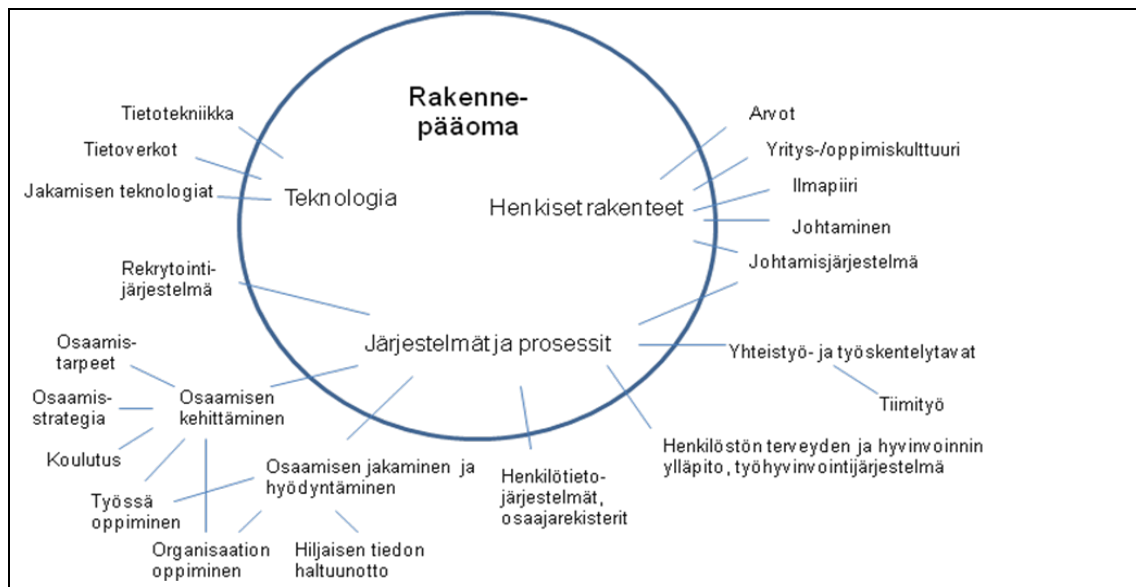 Rakenne-
pääoma
Tietotekniikka
Tietoverkot
Jakamisen teknologiat
Teknologia
Arvot
Yritys-/oppimiskulttuuri
Ilmapiiri
Henkiset rakenteet
Johtaminen
Johtamisjärjestelmä
Rekrytointi-
järjestelmä
Järjestelmät ja prosessit
Yhteistyö- ja työskentelytavat
Tiimityö
Osaamis-
tarpeet
Osaamis-
strategia
Osaamisen
kehittäminen
Koulutus
Työssä
oppiminen
Organisaation
oppiminen
Osaamisen jakaminen ja
hyödyntäminen
Hiljaisen tiedon
haltuunotto
Henkilötieto-
järjestelmät,
osaajarekisterit
Henkilöstön terveyden ja hyvinvoinnin
ylläpito, työhyvinvointijärjestelmä